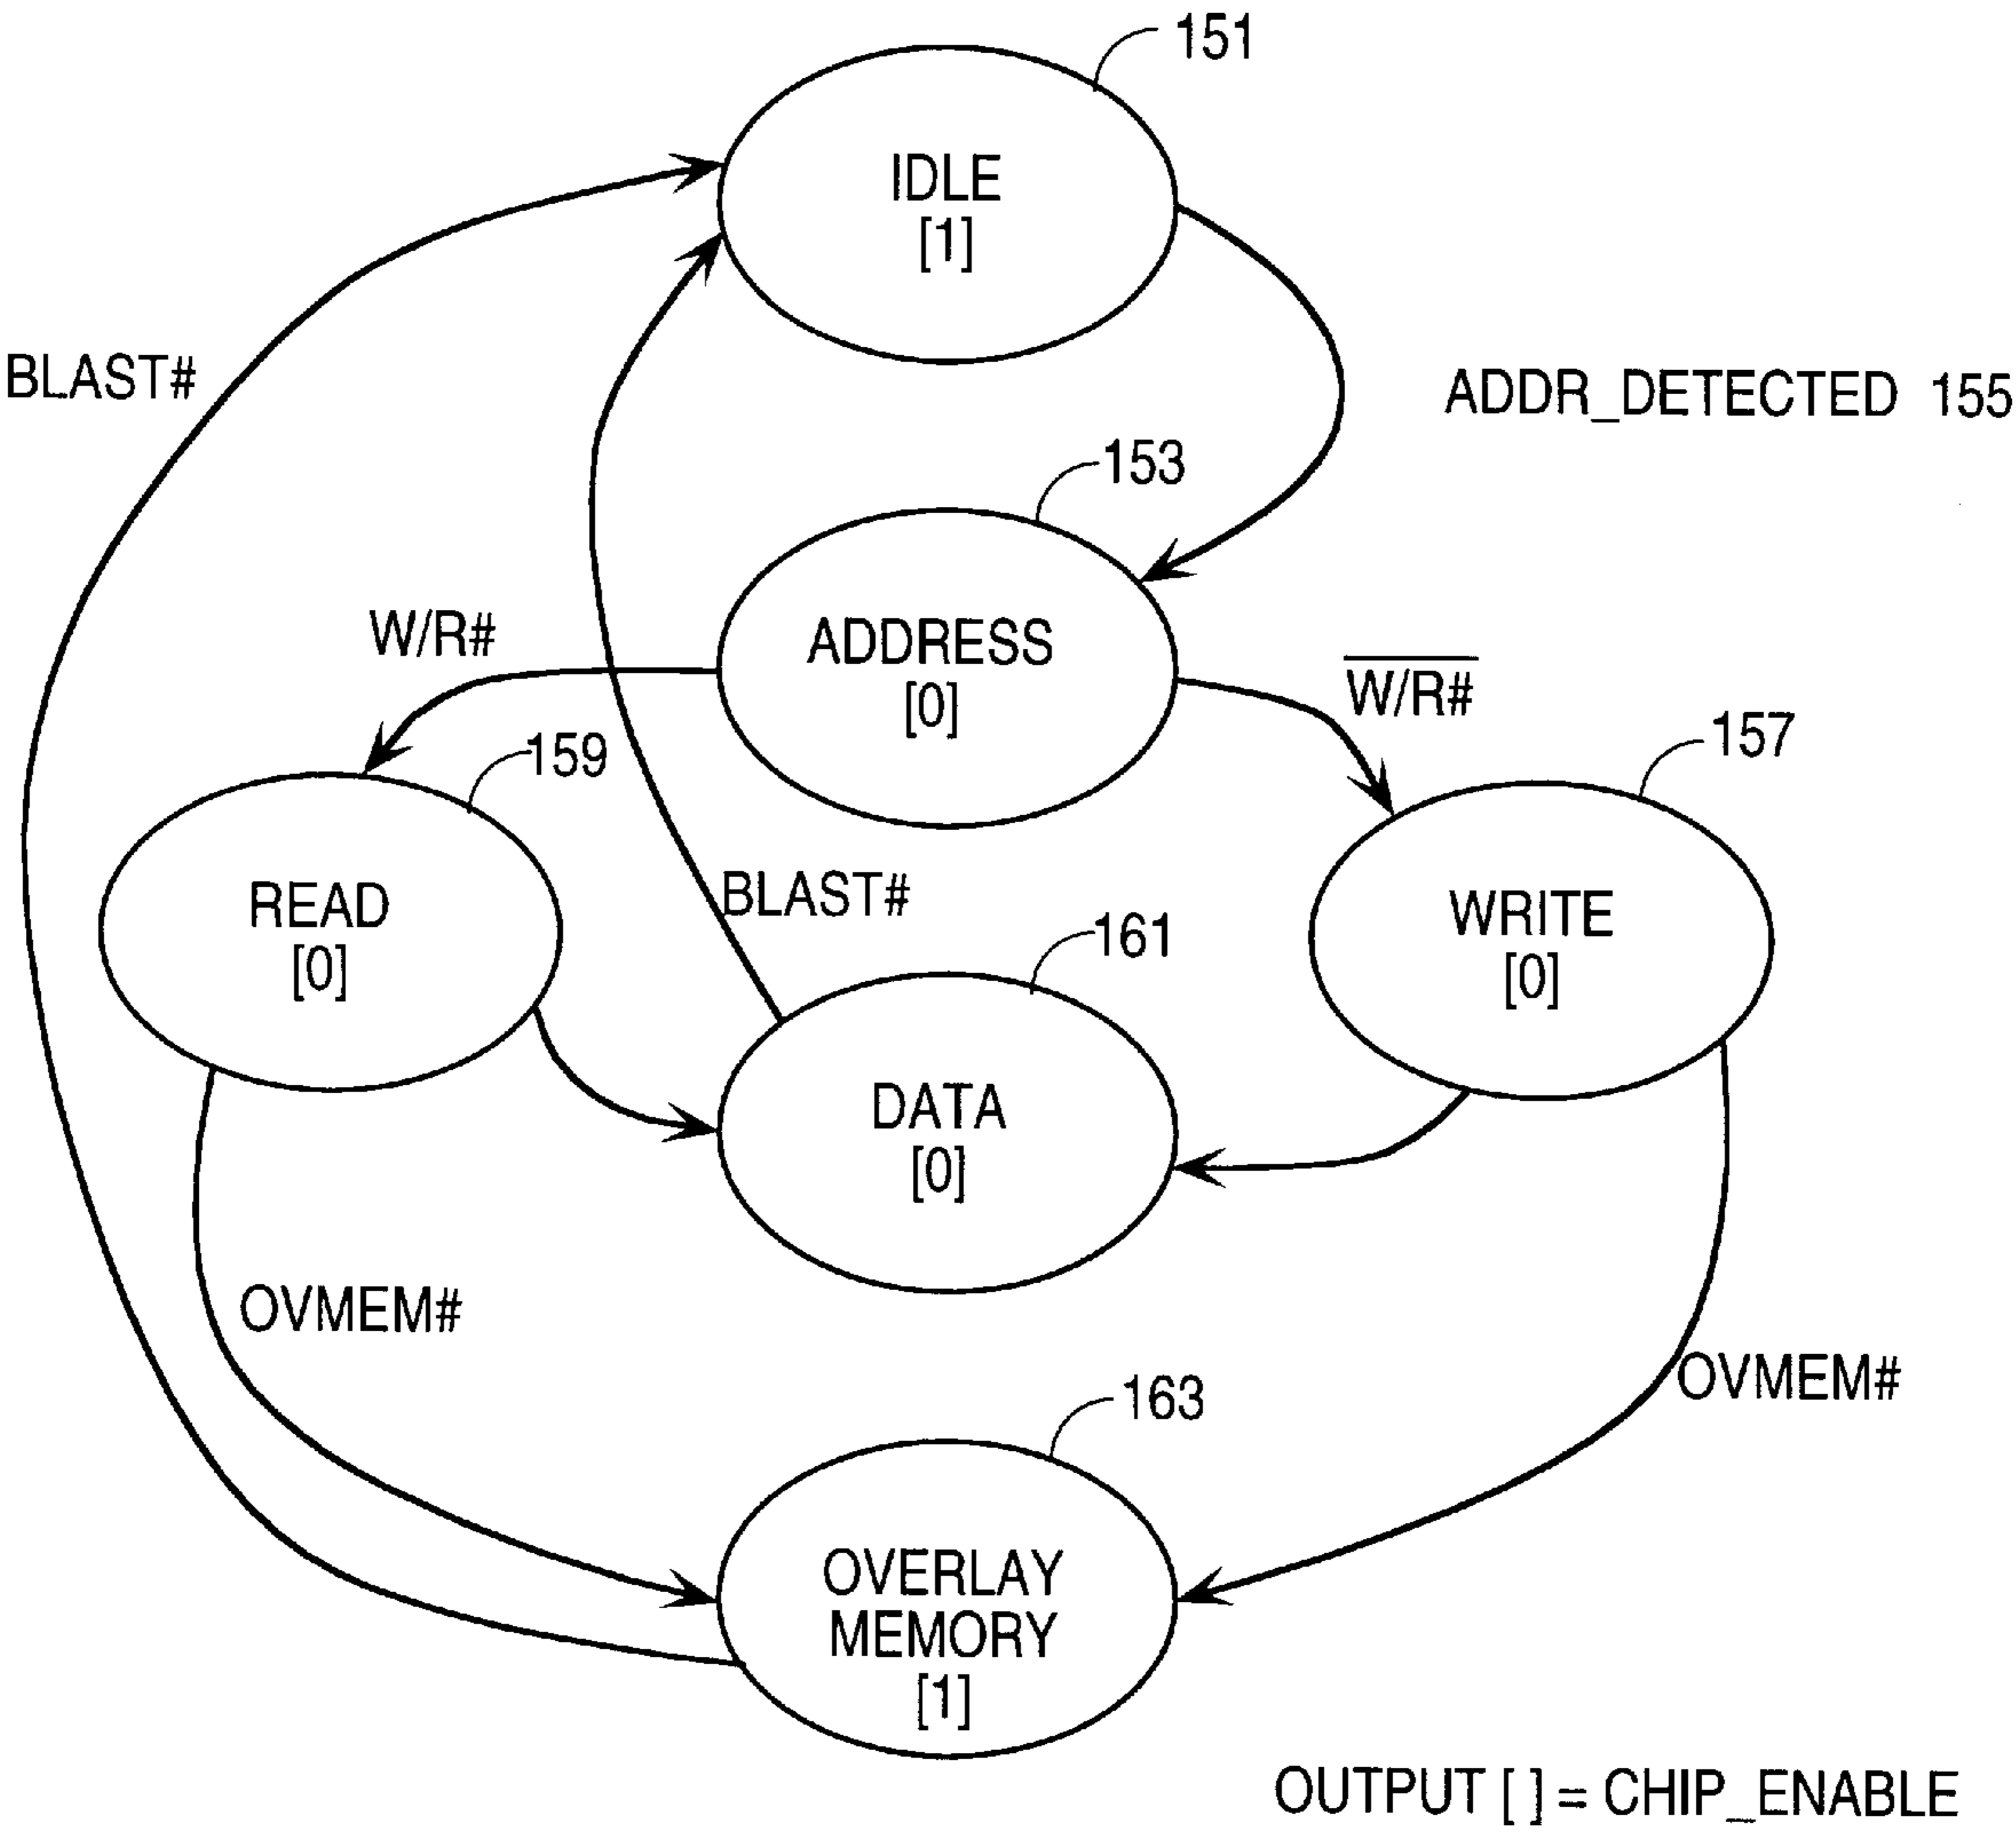 151
IDLE
[1]
BLAST#
ADDR_DETECTED 155
153
W/R#
ADDRESS
[0]
W/R#
157
159
READ
[0]
BLAST#
WRITE
[0]
161
DATA
[0]
OVMEM#
OVMEM#
163
OVERLAY
MEMORY
[1]
OUTPUT [ ] = CHIP_ENABLE